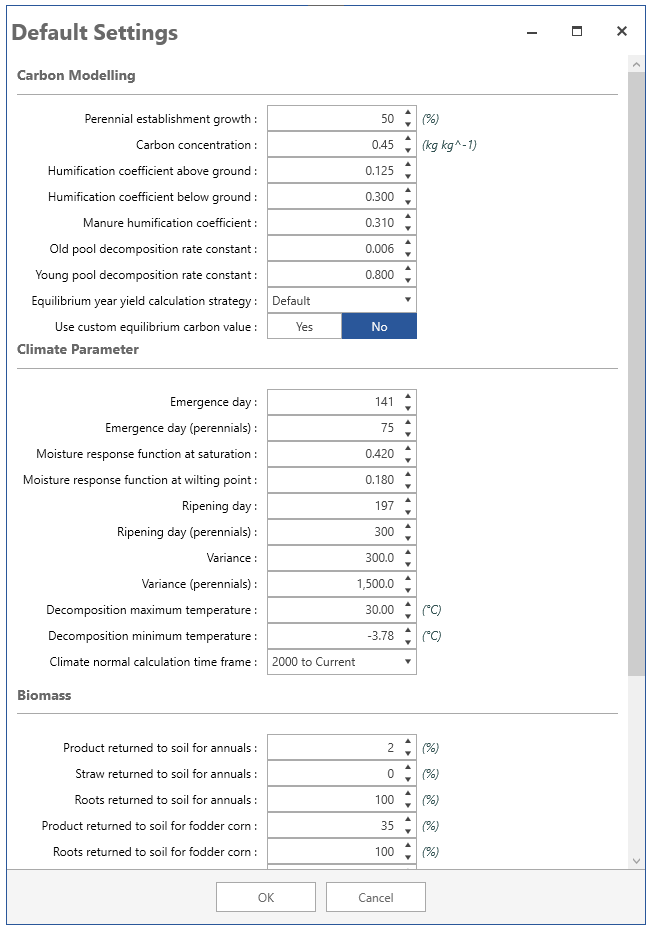 Default Settings
Carbon Modelling
Perennial establishment growth : 50 (%)
Carbon concentration : 0.45 (kg kg^-1)
Humification coefficient above ground : 0.125
Humification coefficient below ground : 0.300
Manure humification coefficient : 0.310
Old pool decomposition rate constant : 0.006
Young pool decomposition rate constant : 0.800
Equilibrium year yield calculation strategy : Default
Use custom equilibrium carbon value : Yes No
Climate Parameter
Emergence day : 141
Emergence day (perennials) : 75
Moisture response function at saturation : 0.420
Moisture response function at wilting point : 0.180
Ripening day : 197
Ripening day (perennials) : 300
Variance : 300.0
Variance (perennials) : 1,500.0
Decomposition maximum temperature : 30.00 (°C)
Decomposition minimum temperature : -3.78 (°C)
Climate normal calculation time frame : 2000 to Current
Biomass
Product returned to soil for annuals : 2 (%)
Straw returned to soil for annuals : 0 (%)
Roots returned to soil for annuals : 100 (%)
Product returned to soil for fodder corn : 35 (%)
Roots returned to soil for fodder corn : 100 (%)
OK Cancel